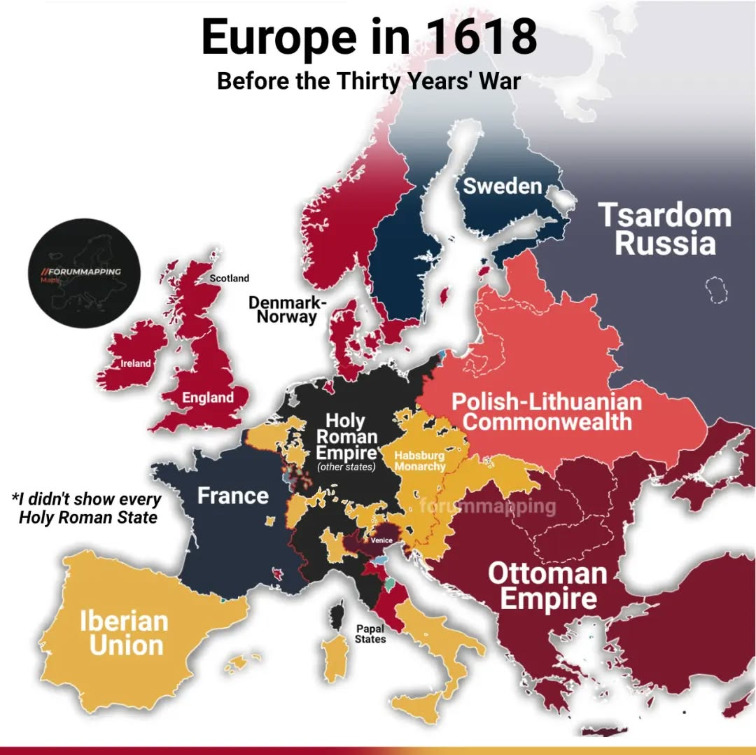 Europe in 1618
Before the Thirty Years' War
Sweden
Tsardom
Russia
//FORUMMAPPING
Scotland
Denmark-
Norway
Ireland
England
Polish-Lithuanian
Commonwealth
Holy
Roman
Empire
(other states)
Habsburg
Monarchy
*I didn't show every
Holy Roman State
France
forummapping
Venice
Ottoman
Empire
Iberian
Union
Papal
States